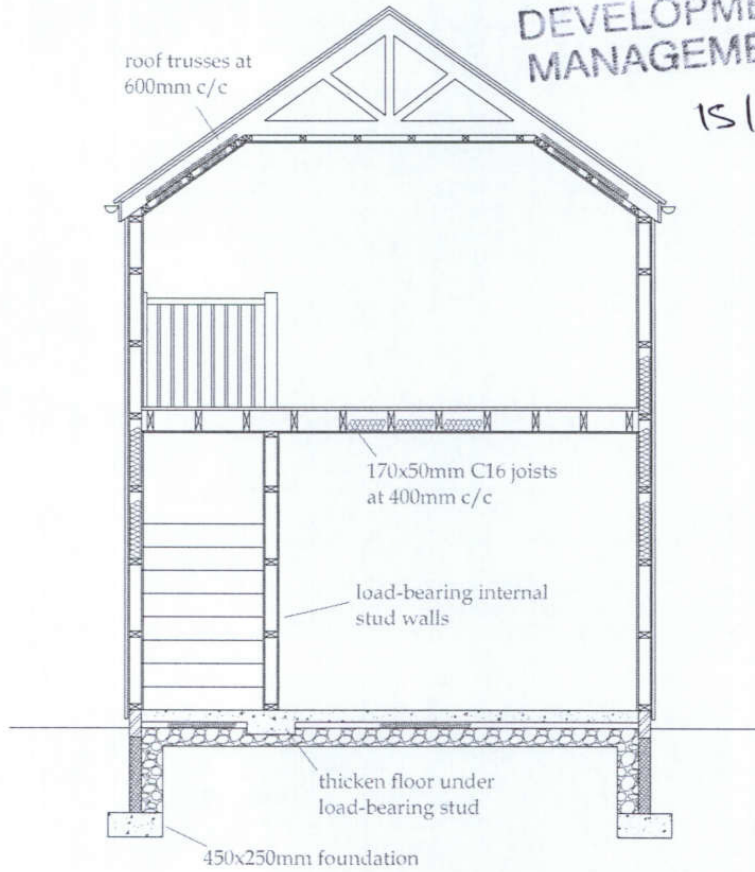 DEVELOPME
MANAGEME
15/
roof trusses at
600mm c/c
170x50mm C16 joists
at 400mm c/c
load-bearing internal
stud walls
thicken floor under
load-bearing stud
450x250mm foundation